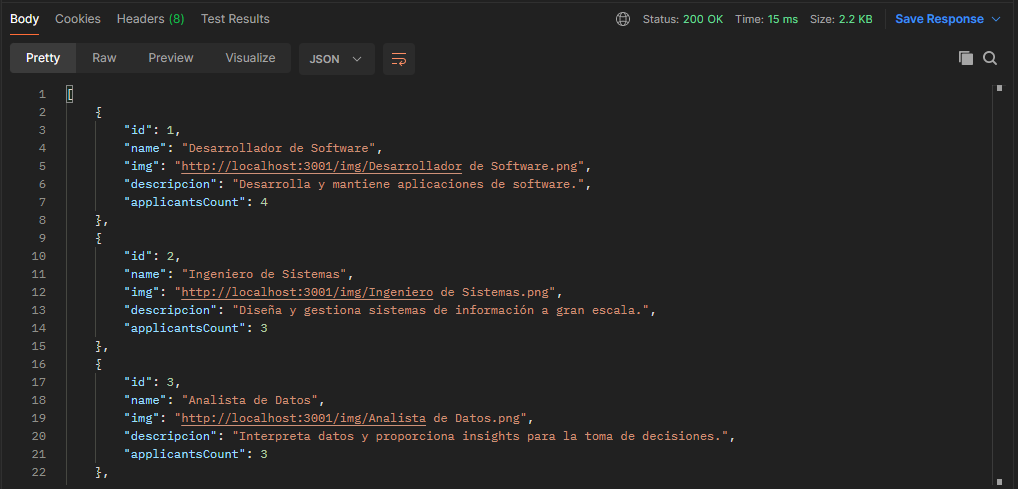 Body Cookies Headers (8) Test Results Status: 200 OK Time: 15 ms Size: 2.2 KB Save Response
Pretty Raw Preview Visualize JSON
1 [
2 {
3 "id": 1,
4 "name": "Desarrollador de Software",
5 "img": "http://localhost:3001/img/Desarrollador de Software.png",
6 "descripcion": "Desarrolla y mantiene aplicaciones de software.",
7 "applicantsCount": 4
8 },
9 {
10 "id": 2,
11 "name": "Ingeniero de Sistemas",
12 "img": "http://localhost:3001/img/Ingeniero de Sistemas.png",
13 "descripcion": "Diseña y gestiona sistemas de información a gran escala.",
14 "applicantsCount": 3
15 },
16 {
17 "id": 3,
18 "name": "Analista de Datos",
19 "img": "http://localhost:3001/img/Analista de Datos.png",
20 "descripcion": "Interpreta datos y proporciona insights para la toma de decisiones.",
21 "applicantsCount": 3
22 },